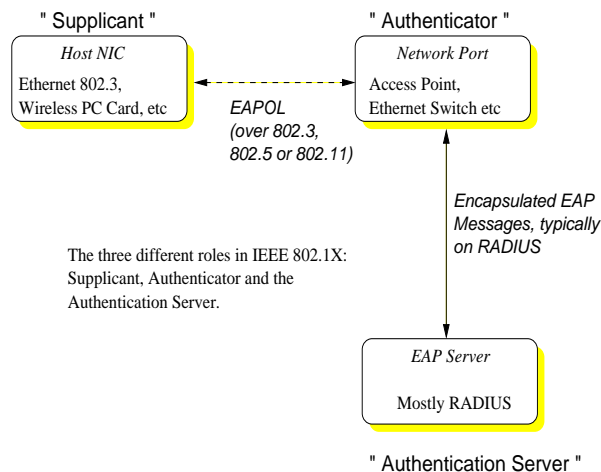 " Supplicant "
" Authenticator "
Host NIC
Ethernet 802.3,
Wireless PC Card, etc
Network Port
Access Point,
Ethernet Switch etc
EAPOL
(over 802.3,
802.5 or 802.11)
Encapsulated EAP
Messages, typically
on RADIUS
The three different roles in IEEE 802.1X:
Supplicant, Authenticator and the
Authentication Server.
EAP Server
Mostly RADIUS
" Authentication Server "